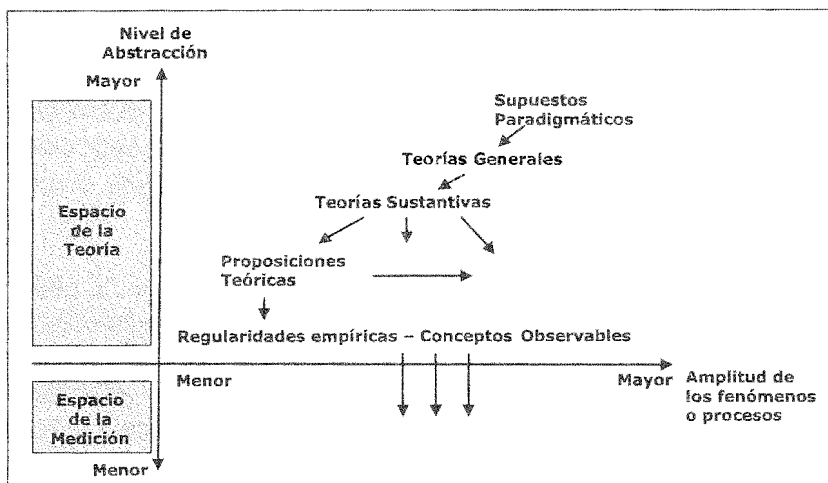 Nivel de
Abstracción
Mayor
Supuestos
Paradigmáticos
Teorías Generales
Teorías Sustantivas
Espacio
de la
Teoría
Proposiciones
Teóricas
Regularidades empíricas – Conceptos Observables
Menor
Mayor
Amplitud de
los fenómenos
o procesos
Espacio
de la
Medición
Menor